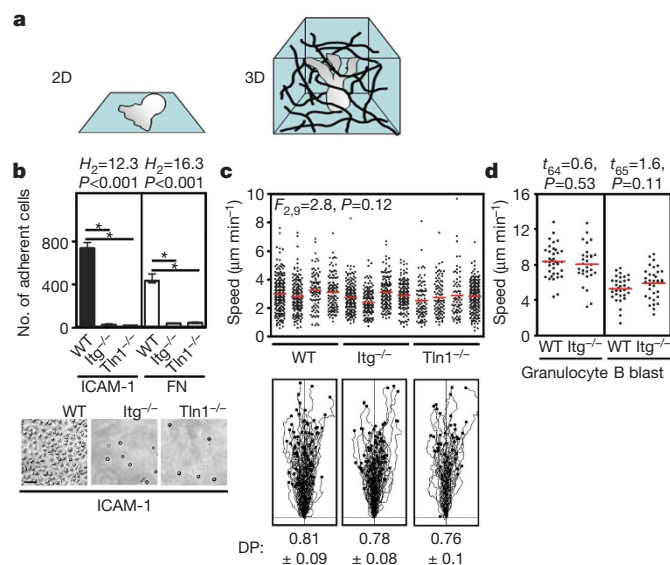 a
2D
3D
b
H2=12.3, H2=16.3,
P<0.001 P<0.001
No. of adherent cells
800
400
0
*
*
*
*
WT
Itg–/–
Tln1–/–
WT
Itg–/–
Tln1–/–
ICAM-1
FN
WT
Itg–/–
Tln1–/–
ICAM-1
c
F2,9=2.8, P=0.12
Speed (µm min–1)
10
8
6
4
2
0
WT
Itg–/–
Tln1–/–
DP:
0.81
± 0.09
0.78
± 0.08
0.76
± 0.1
d
t64=0.6, t65=1.6,
P=0.53 P=0.11
Speed (µm min–1)
16
12
8
4
0
WT Itg–/– WT Itg–/–
Granulocyte B blast